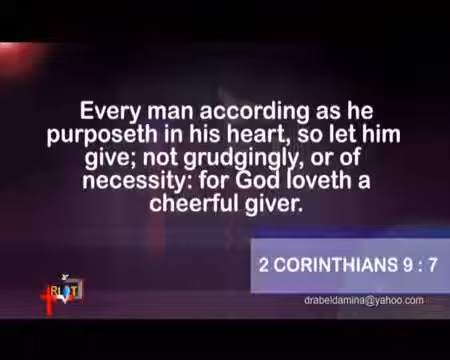 Every man according as he
purposeth in his heart, so let him
give; not grudgingly, or of
necessity: for God loveth a
cheerful giver.
2 CORINTHIANS 9 : 7
drabeldamina@yahoo.com